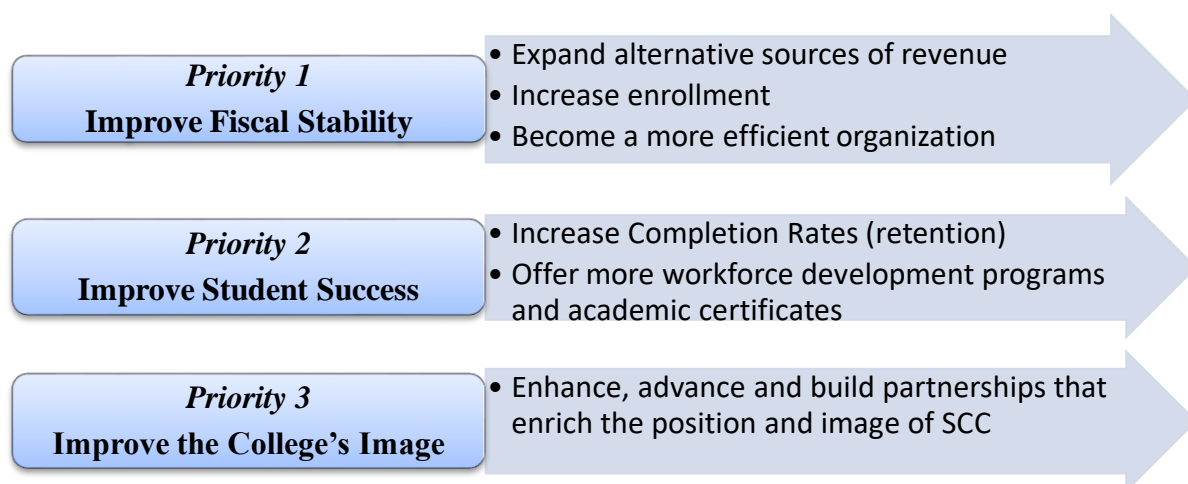 Priority 1
Improve Fiscal Stability
• Expand alternative sources of revenue
• Increase enrollment
• Become a more efficient organization
Priority 2
Improve Student Success
• Increase Completion Rates (retention)
• Offer more workforce development programs
and academic certificates
Priority 3
Improve the College’s Image
• Enhance, advance and build partnerships that
enrich the position and image of SCC